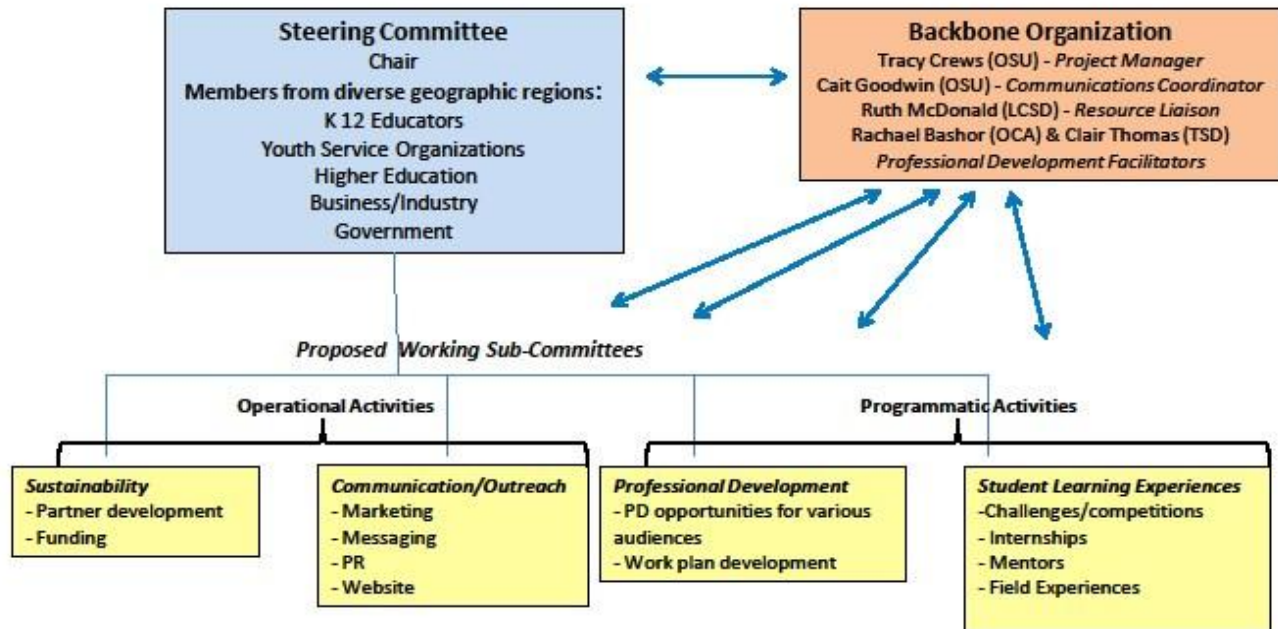 Steering Committee
Chair
Members from diverse geographic regions:
K 12 Educators
Youth Service Organizations
Higher Education
Business/Industry
Government
Backbone Organization
Tracy Crews (OSU) - Project Manager
Cait Goodwin (OSU) - Communications Coordinator
Ruth McDonald (LCSD) - Resource Liaison
Rachael Bashor (OCA) & Clair Thomas (TSD)
Professional Development Facilitators
Proposed Working Sub-Committees
Operational Activities
Programmatic Activities
Sustainability
- Partner development
- Funding
Communication/Outreach
- Marketing
- Messaging
- PR
- Website
Professional Development
- PD opportunities for various
audiences
- Work plan development
Student Learning Experiences
-Challenges/competitions
- Internships
- Mentors
- Field Experiences